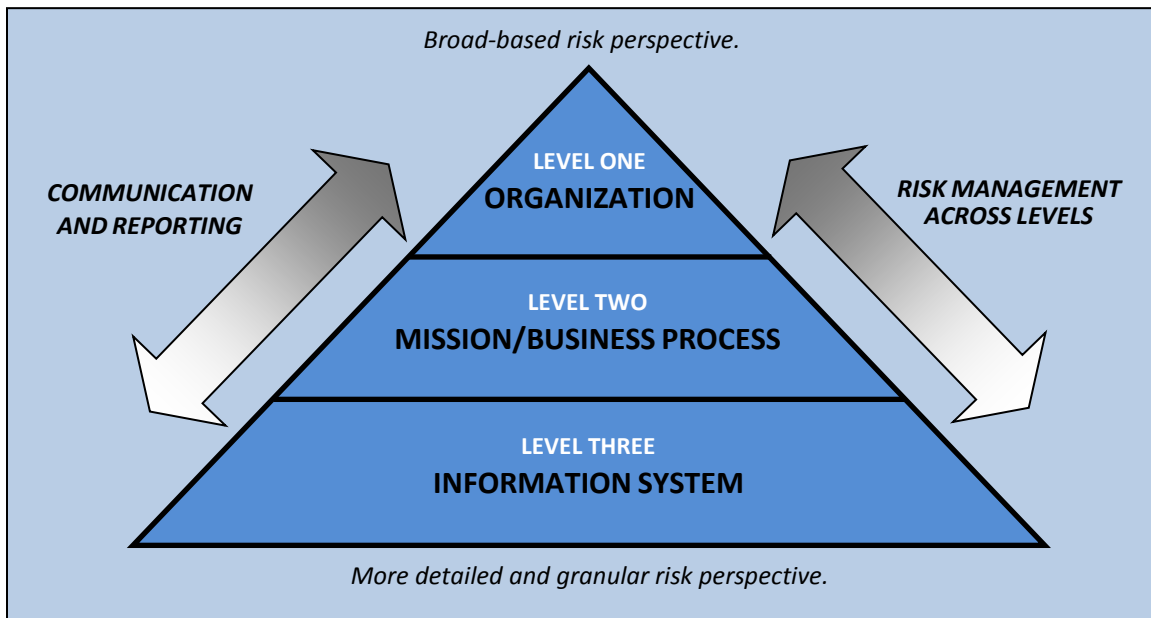 Broad-based risk perspective.
LEVEL ONE
ORGANIZATION
COMMUNICATION
AND REPORTING
RISK MANAGEMENT
ACROSS LEVELS
LEVEL TWO
MISSION/BUSINESS PROCESS
LEVEL THREE
INFORMATION SYSTEM
More detailed and granular risk perspective.